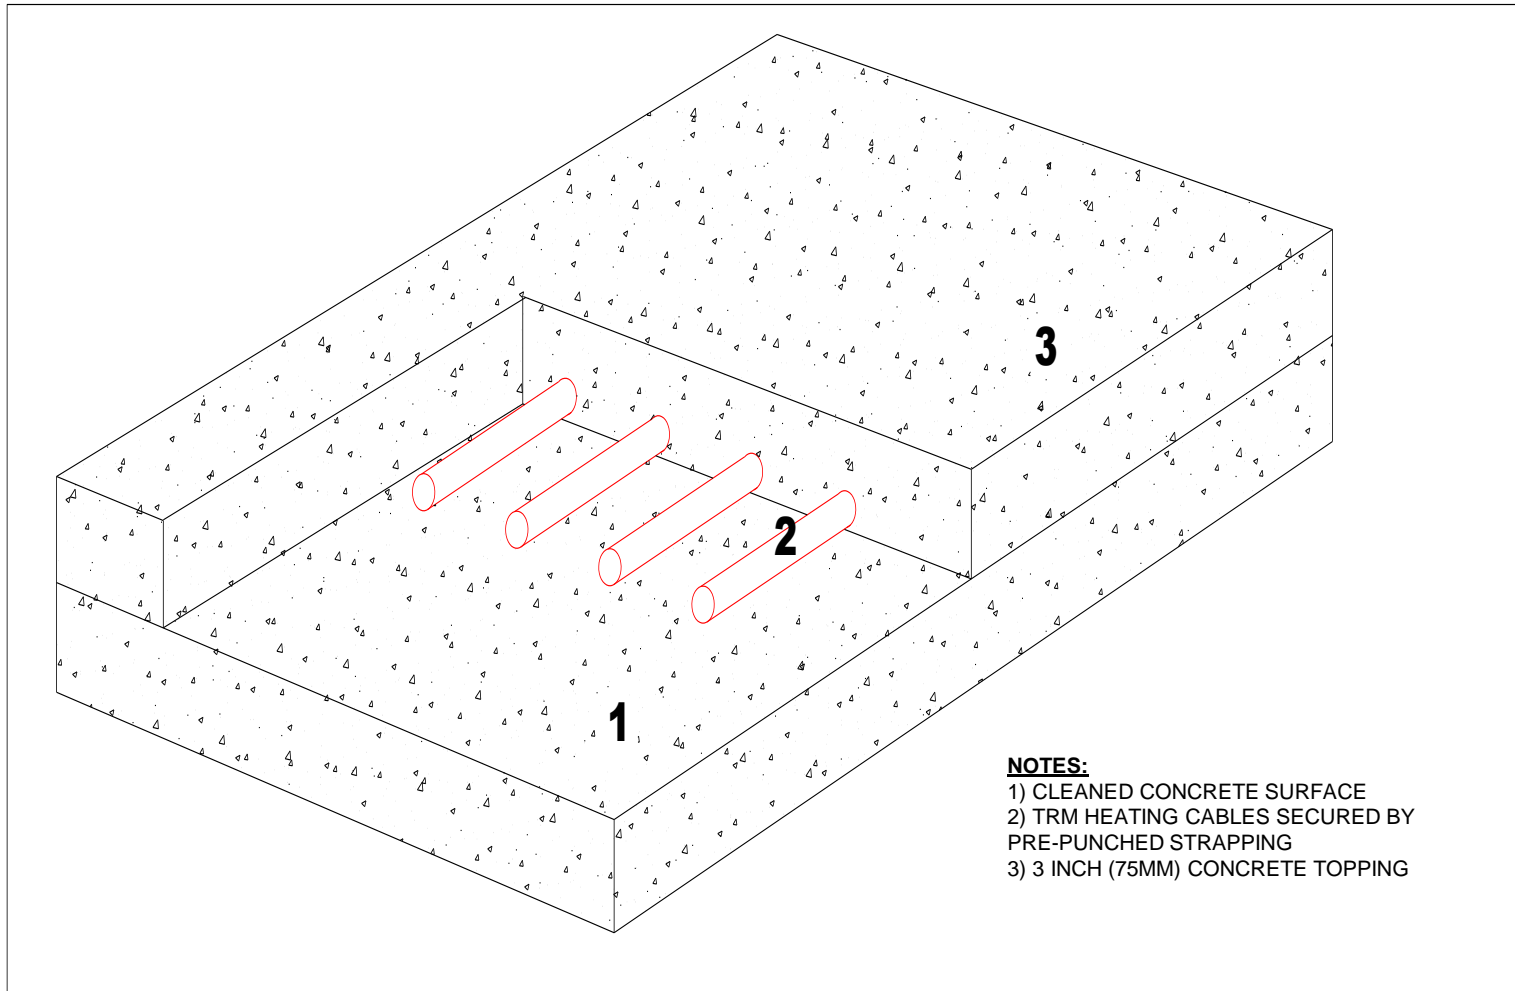 3
2
1
NOTES:
1) CLEANED CONCRETE SURFACE
2) TRM HEATING CABLES SECURED BY
PRE-PUNCHED STRAPPING
3) 3 INCH (75MM) CONCRETE TOPPING